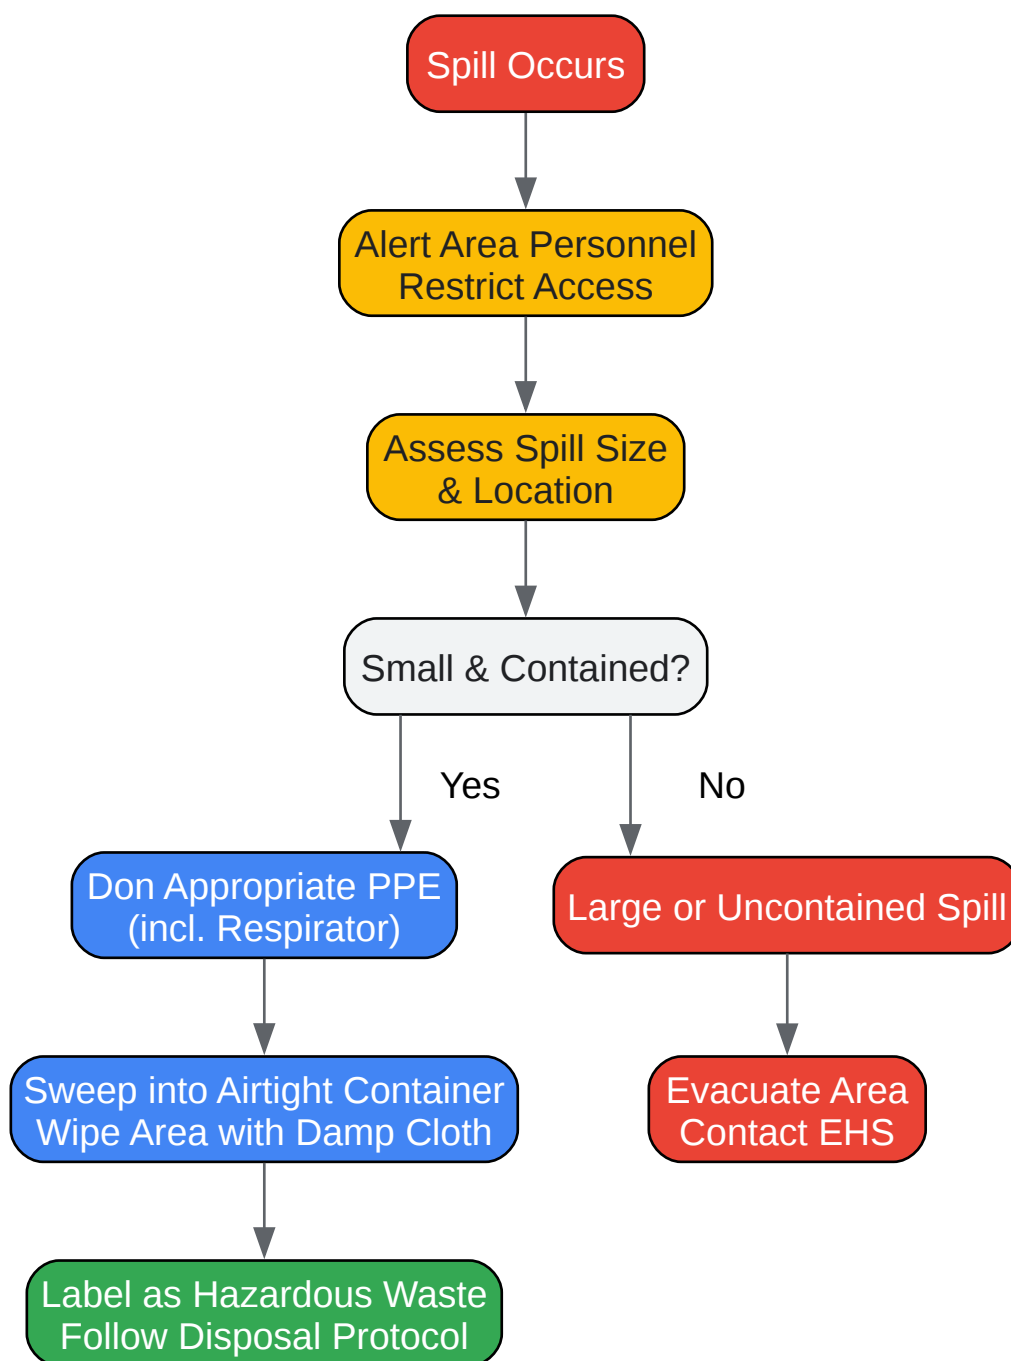 Spill Occurs
Alert Area Personnel
Restrict Access
Assess Spill Size
& Location
Small & Contained?
Yes
No
Don Appropriate PPE
(incl. Respirator)
Large or Uncontained Spill
Sweep into Airtight Container
Wipe Area with Damp Cloth
Evacuate Area
Contact EHS
Label as Hazardous Waste
Follow Disposal Protocol